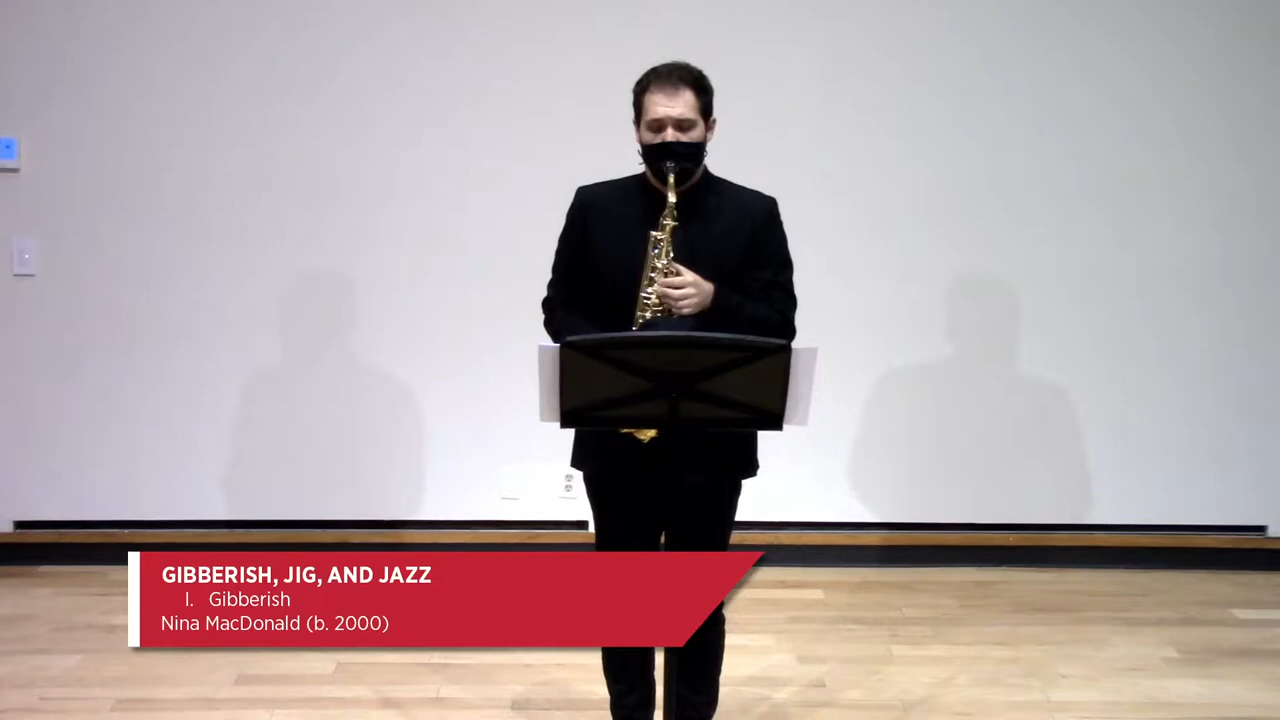 GIBBERISH, JIG, AND JAZZ
I. Gibberish
Nina MacDonald (b. 2000)